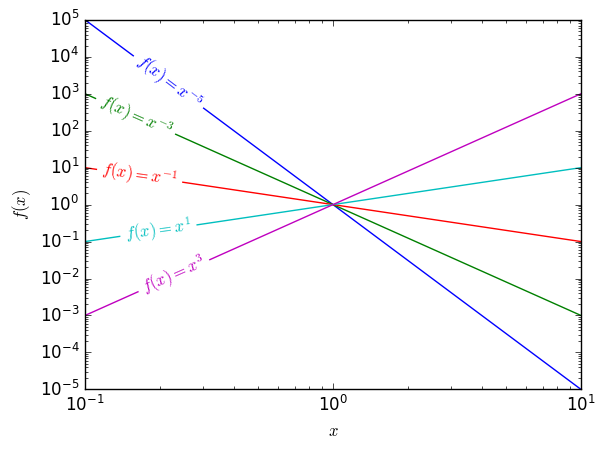 10⁵
10⁴
f(x) = x⁻⁵
10³
f(x) = x⁻³
10²
10¹
f(x) = x⁻¹
f(x)
10⁰
f(x) = x¹
10⁻¹
10⁻²
f(x) = x³
10⁻³
10⁻⁴
10⁻⁵
10⁻¹ 10⁰ 10¹
x